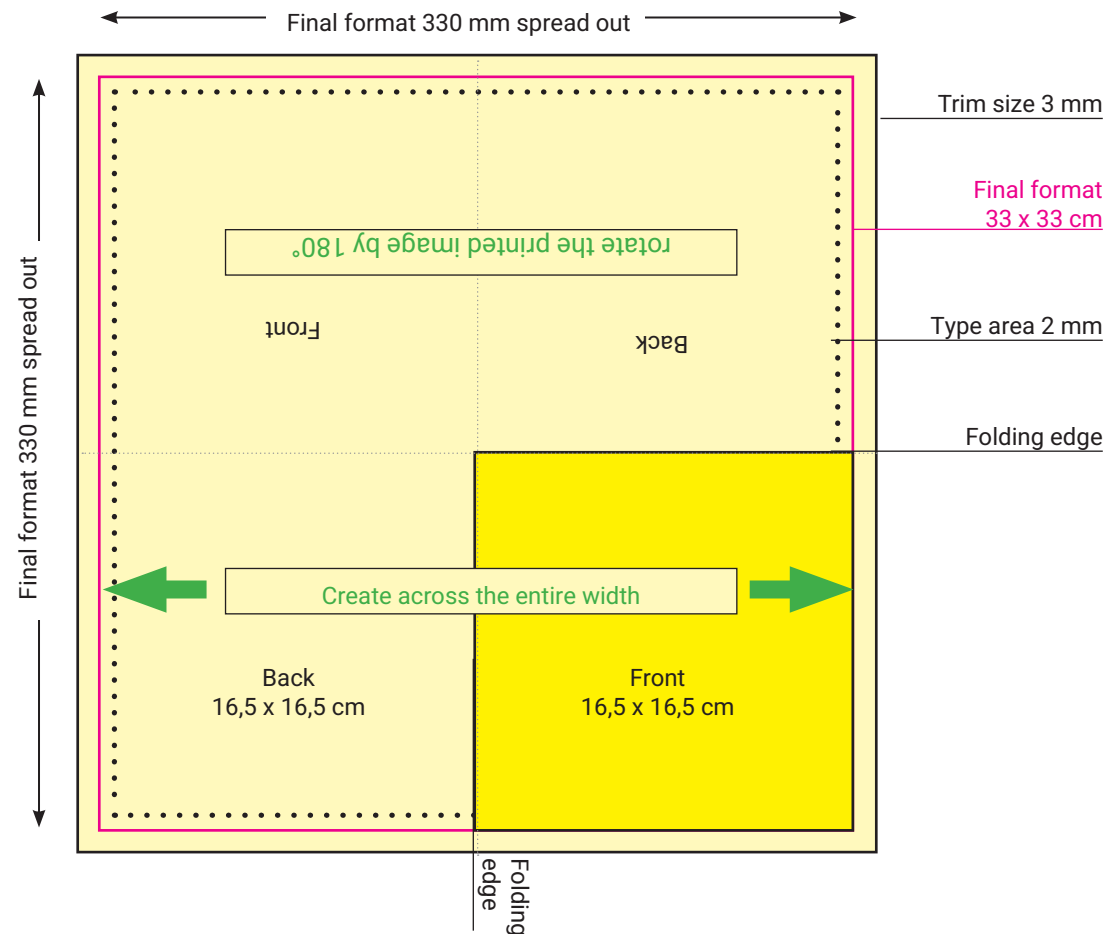 Final format 330 mm spread out
Final format 330 mm spread out
Trim size 3 mm
Final format
33 x 33 cm
rotate the printed image by 180°
Front
Back
Type area 2 mm
Folding edge
Create across the entire width
Back
16,5 x 16,5 cm
Front
16,5 x 16,5 cm
Folding
edge